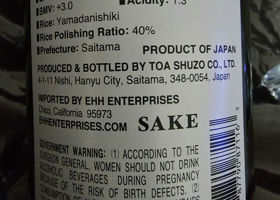 •SMV: +3.0 Acidity: 1.3
•Rice: Yamadanishiki
•Rice Polishing Ratio: 40%
•Prefecture: Saitama PRODUCT OF JAPAN
PRODUCED & BOTTLED BY TOA SHUZO CO., LTD.
4-1-11 Nishi, Hanyu City, Saitama, 348-0054, Japan
IMPORTED BY EHH ENTERPRISES
Chico, California 95973
EHHENTERPRISES.COM SAKE
GOVERNMENT WARNING: (1) ACCORDING TO THE
SURGEON GENERAL, WOMEN SHOULD NOT DRINK
ALCOHOLIC BEVERAGES DURING PREGNANCY
BECAUSE OF THE RISK OF BIRTH DEFECTS. (2)
CONSUMPTION OF